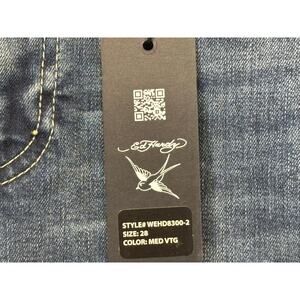 Ed Hardy
STYLE# WEHD8300-2
SIZE: 28
COLOR: MED VTG